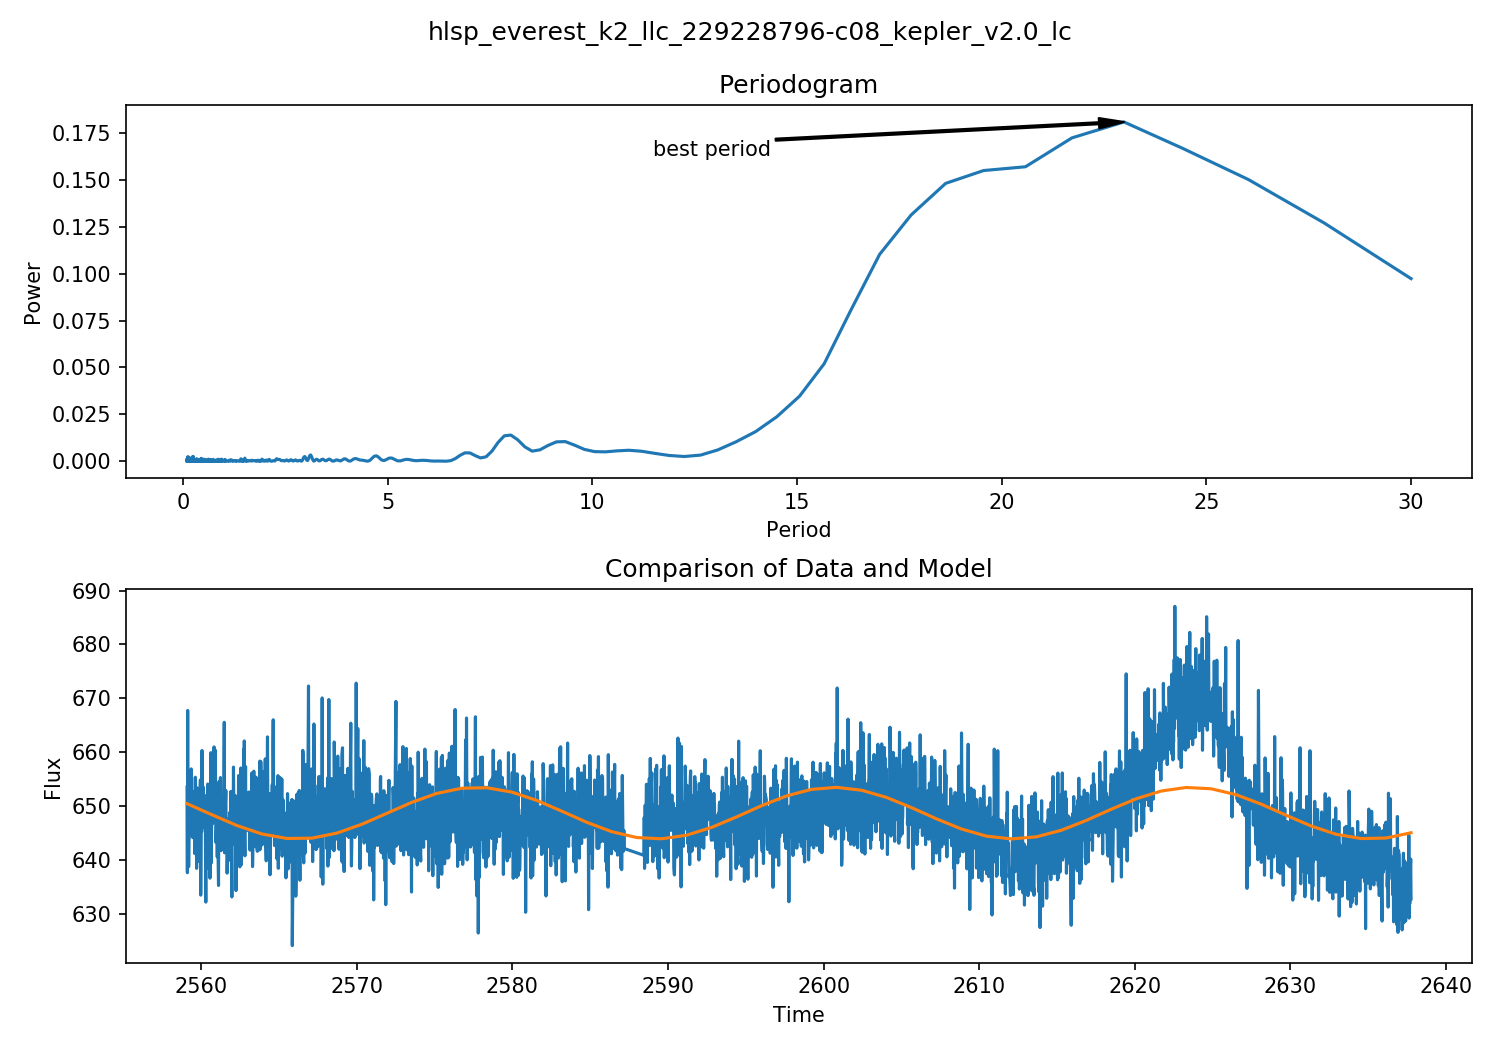 hlsp_everest_k2_llc_229228796-c08_kepler_v2.0_lc
Periodogram
0.175
0.150
0.125
0.100
0.075
0.050
0.025
0.000
Power
best period
0 5 10 15 20 25 30
Period
Comparison of Data and Model
690
680
670
660
650
640
630
Flux
2560 2570 2580 2590 2600 2610 2620 2630 2640
Time